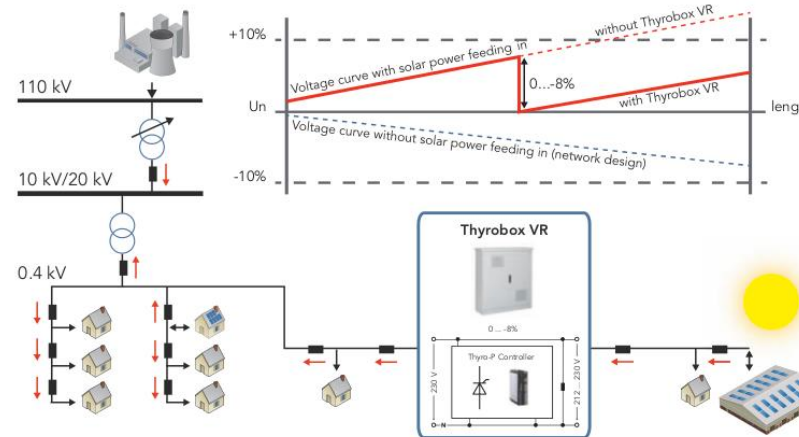 +10%
without Thyrobox VR
Voltage curve with solar power feeding in
0...-8%
110 kV
Un
with Thyrobox VR
leng
Voltage curve without solar power feeding in (network design)
-10%
10 kV/20 kV
Thyrobox VR
0.4 kV
0 ... -8%
Thyro-P Controller
230 V
212 ... 230 V
N